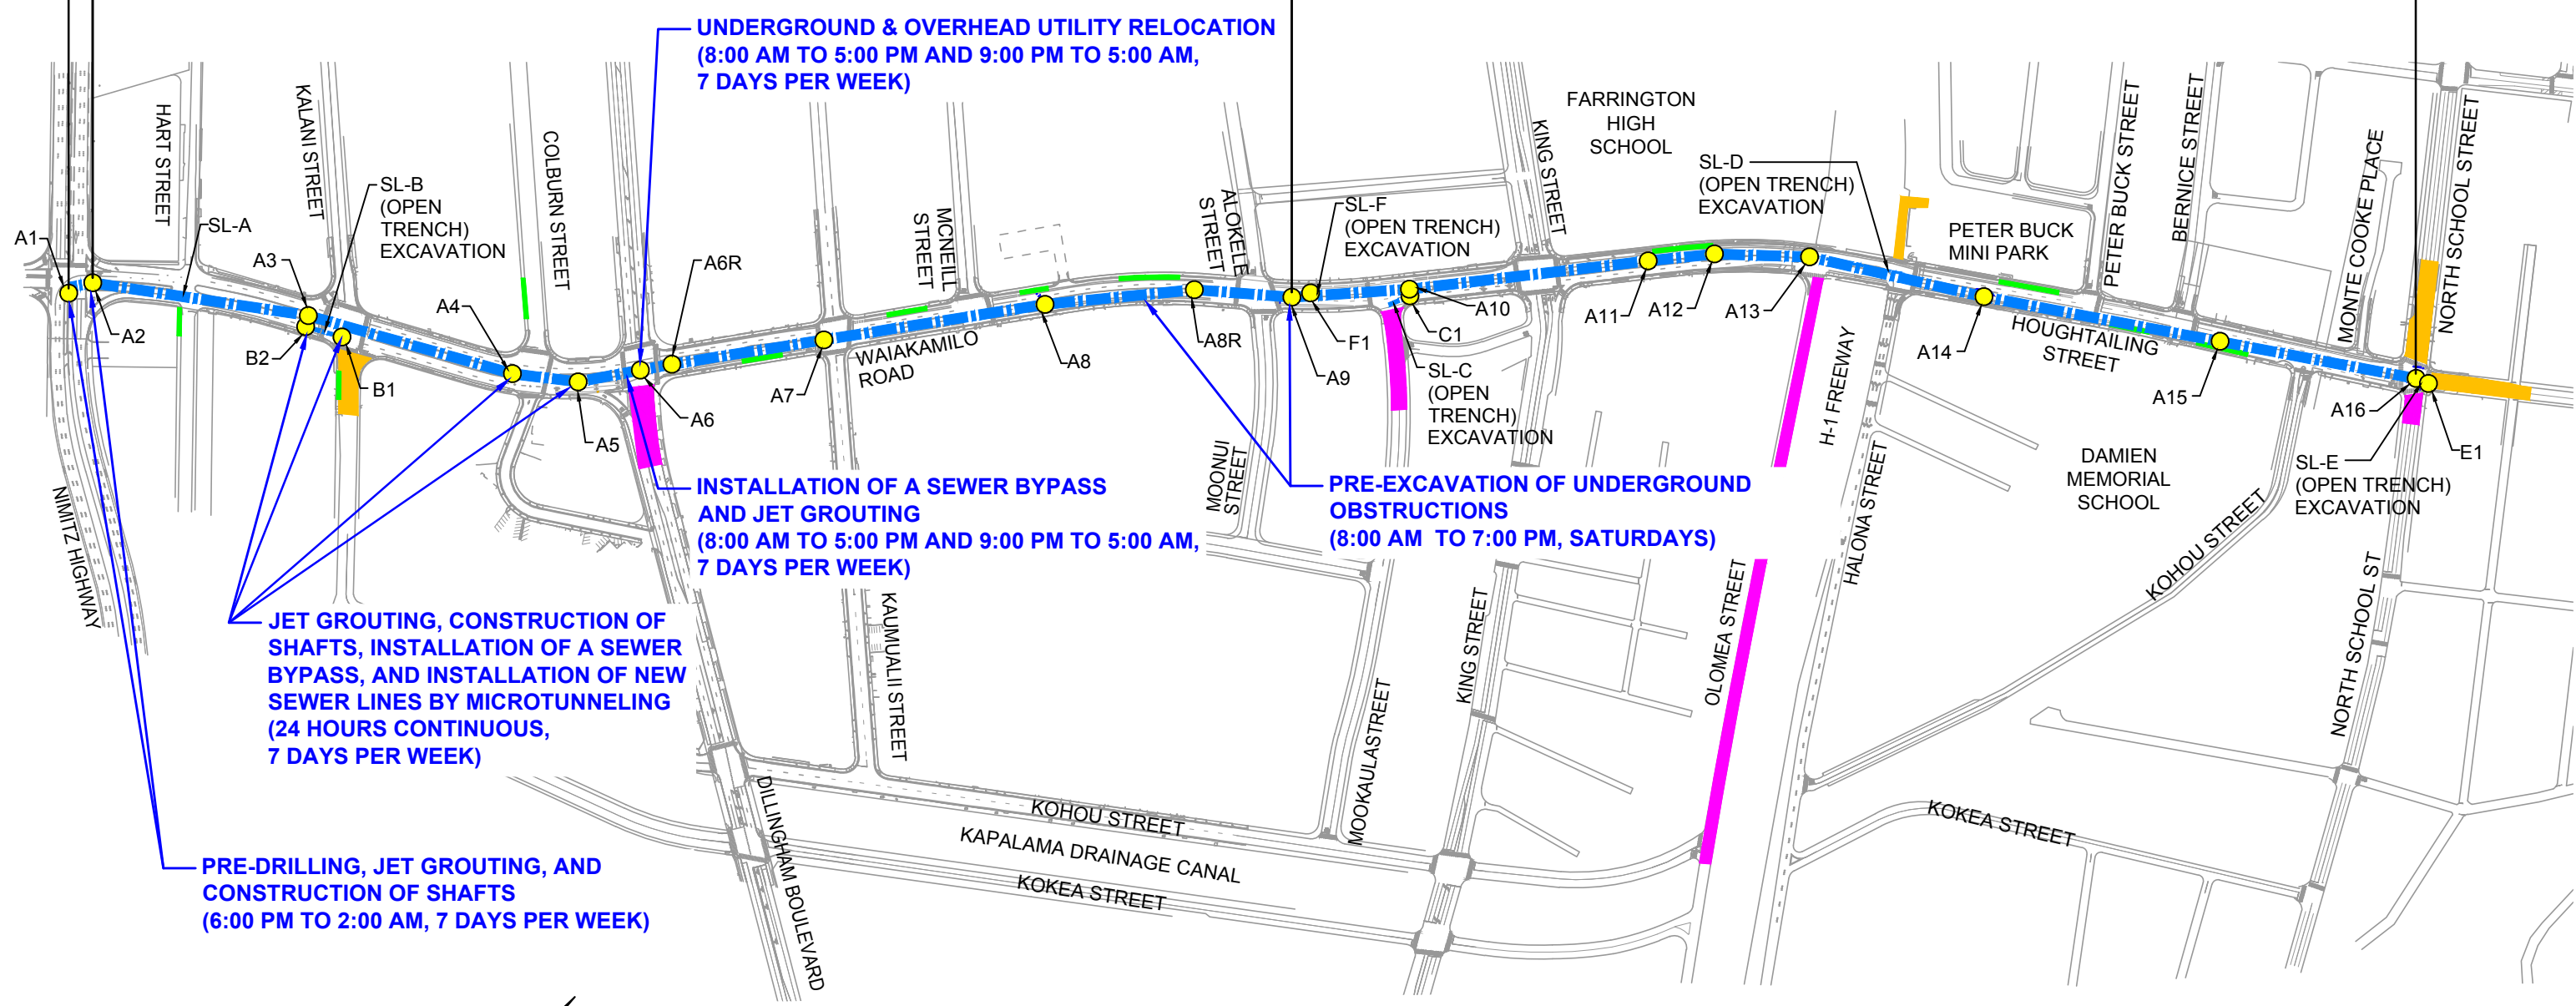 UNDERGROUND & OVERHEAD UTILITY RELOCATION
(8:00 AM TO 5:00 PM AND 9:00 PM TO 5:00 AM,
7 DAYS PER WEEK)
HART STREET
KALANI STREET
COLBURN STREET
MCNEILL
STREET
ALOKELE
STREET
KING STREET
FARRINGTON
HIGH
SCHOOL
PETER BUCK STREET
BERNICE STREET
MONTE COOKE PLACE
NORTH SCHOOL STREET
SL-B
(OPEN
TRENCH)
EXCAVATION
SL-F
(OPEN TRENCH)
EXCAVATION
SL-D
(OPEN TRENCH)
EXCAVATION
PETER BUCK
MINI PARK
A1
SL-A
A3
A2
B2
B1
A4
A5
A6R
A6
A7
WAIAKAMILO
ROAD
A8
A8R
A9
F1
A10
C1
A11
A12
A13
A14
HOUGHTAILING
STREET
A15
A16
E1
SL-C
(OPEN
TRENCH)
EXCAVATION
SL-E
(OPEN TRENCH)
EXCAVATION
H-1 FREEWAY
HALONA STREET
DAMIEN
MEMORIAL
SCHOOL
KOHOU STREET
NORTH SCHOOL ST
NIMITZ HIGHWAY
MOONUI
STREET
INSTALLATION OF A SEWER BYPASS
AND JET GROUTING
(8:00 AM TO 5:00 PM AND 9:00 PM TO 5:00 AM,
7 DAYS PER WEEK)
PRE-EXCAVATION OF UNDERGROUND
OBSTRUCTIONS
(8:00 AM TO 7:00 PM, SATURDAYS)
JET GROUTING, CONSTRUCTION OF
SHAFTS, INSTALLATION OF A SEWER
BYPASS, AND INSTALLATION OF NEW
SEWER LINES BY MICROTUNNELING
(24 HOURS CONTINUOUS,
7 DAYS PER WEEK)
KAUMUALII STREET
MOOKAULASTREET
KING STREET
OLOMEA STREET
DILLINGHAM BOULEVARD
KOHOU STREET
KAPALAMA DRAINAGE CANAL
KOKEA STREET
KOKEA STREET
PRE-DRILLING, JET GROUTING, AND
CONSTRUCTION OF SHAFTS
(6:00 PM TO 2:00 AM, 7 DAYS PER WEEK)